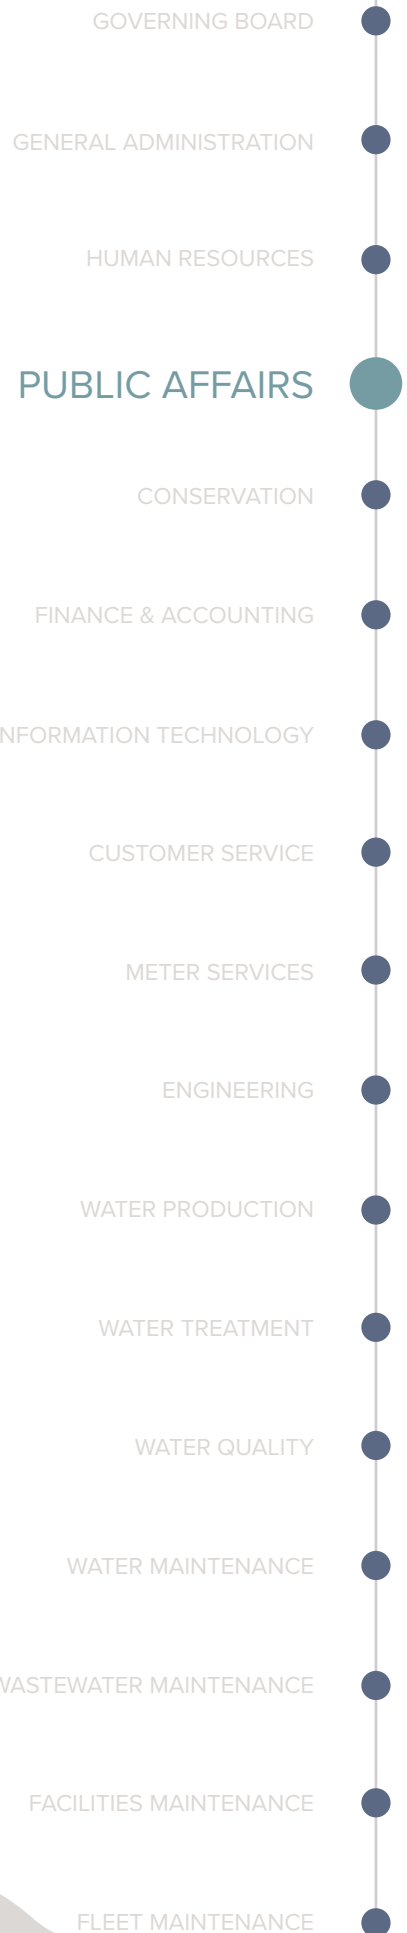 GOVERNING BOARD
GENERAL ADMINISTRATION
HUMAN RESOURCES
PUBLIC AFFAIRS
CONSERVATION
FINANCE & ACCOUNTING
NFORMATION TECHNOLOGY
CUSTOMER SERVICE
METER SERVICES
ENGINEERING
WATER PRODUCTION
WATER TREATMENT
WATER QUALITY
WATER MAINTENANCE
WASTEWATER MAINTENANCE
FACILITIES MAINTENANCE
FLEET MAINTENANCE